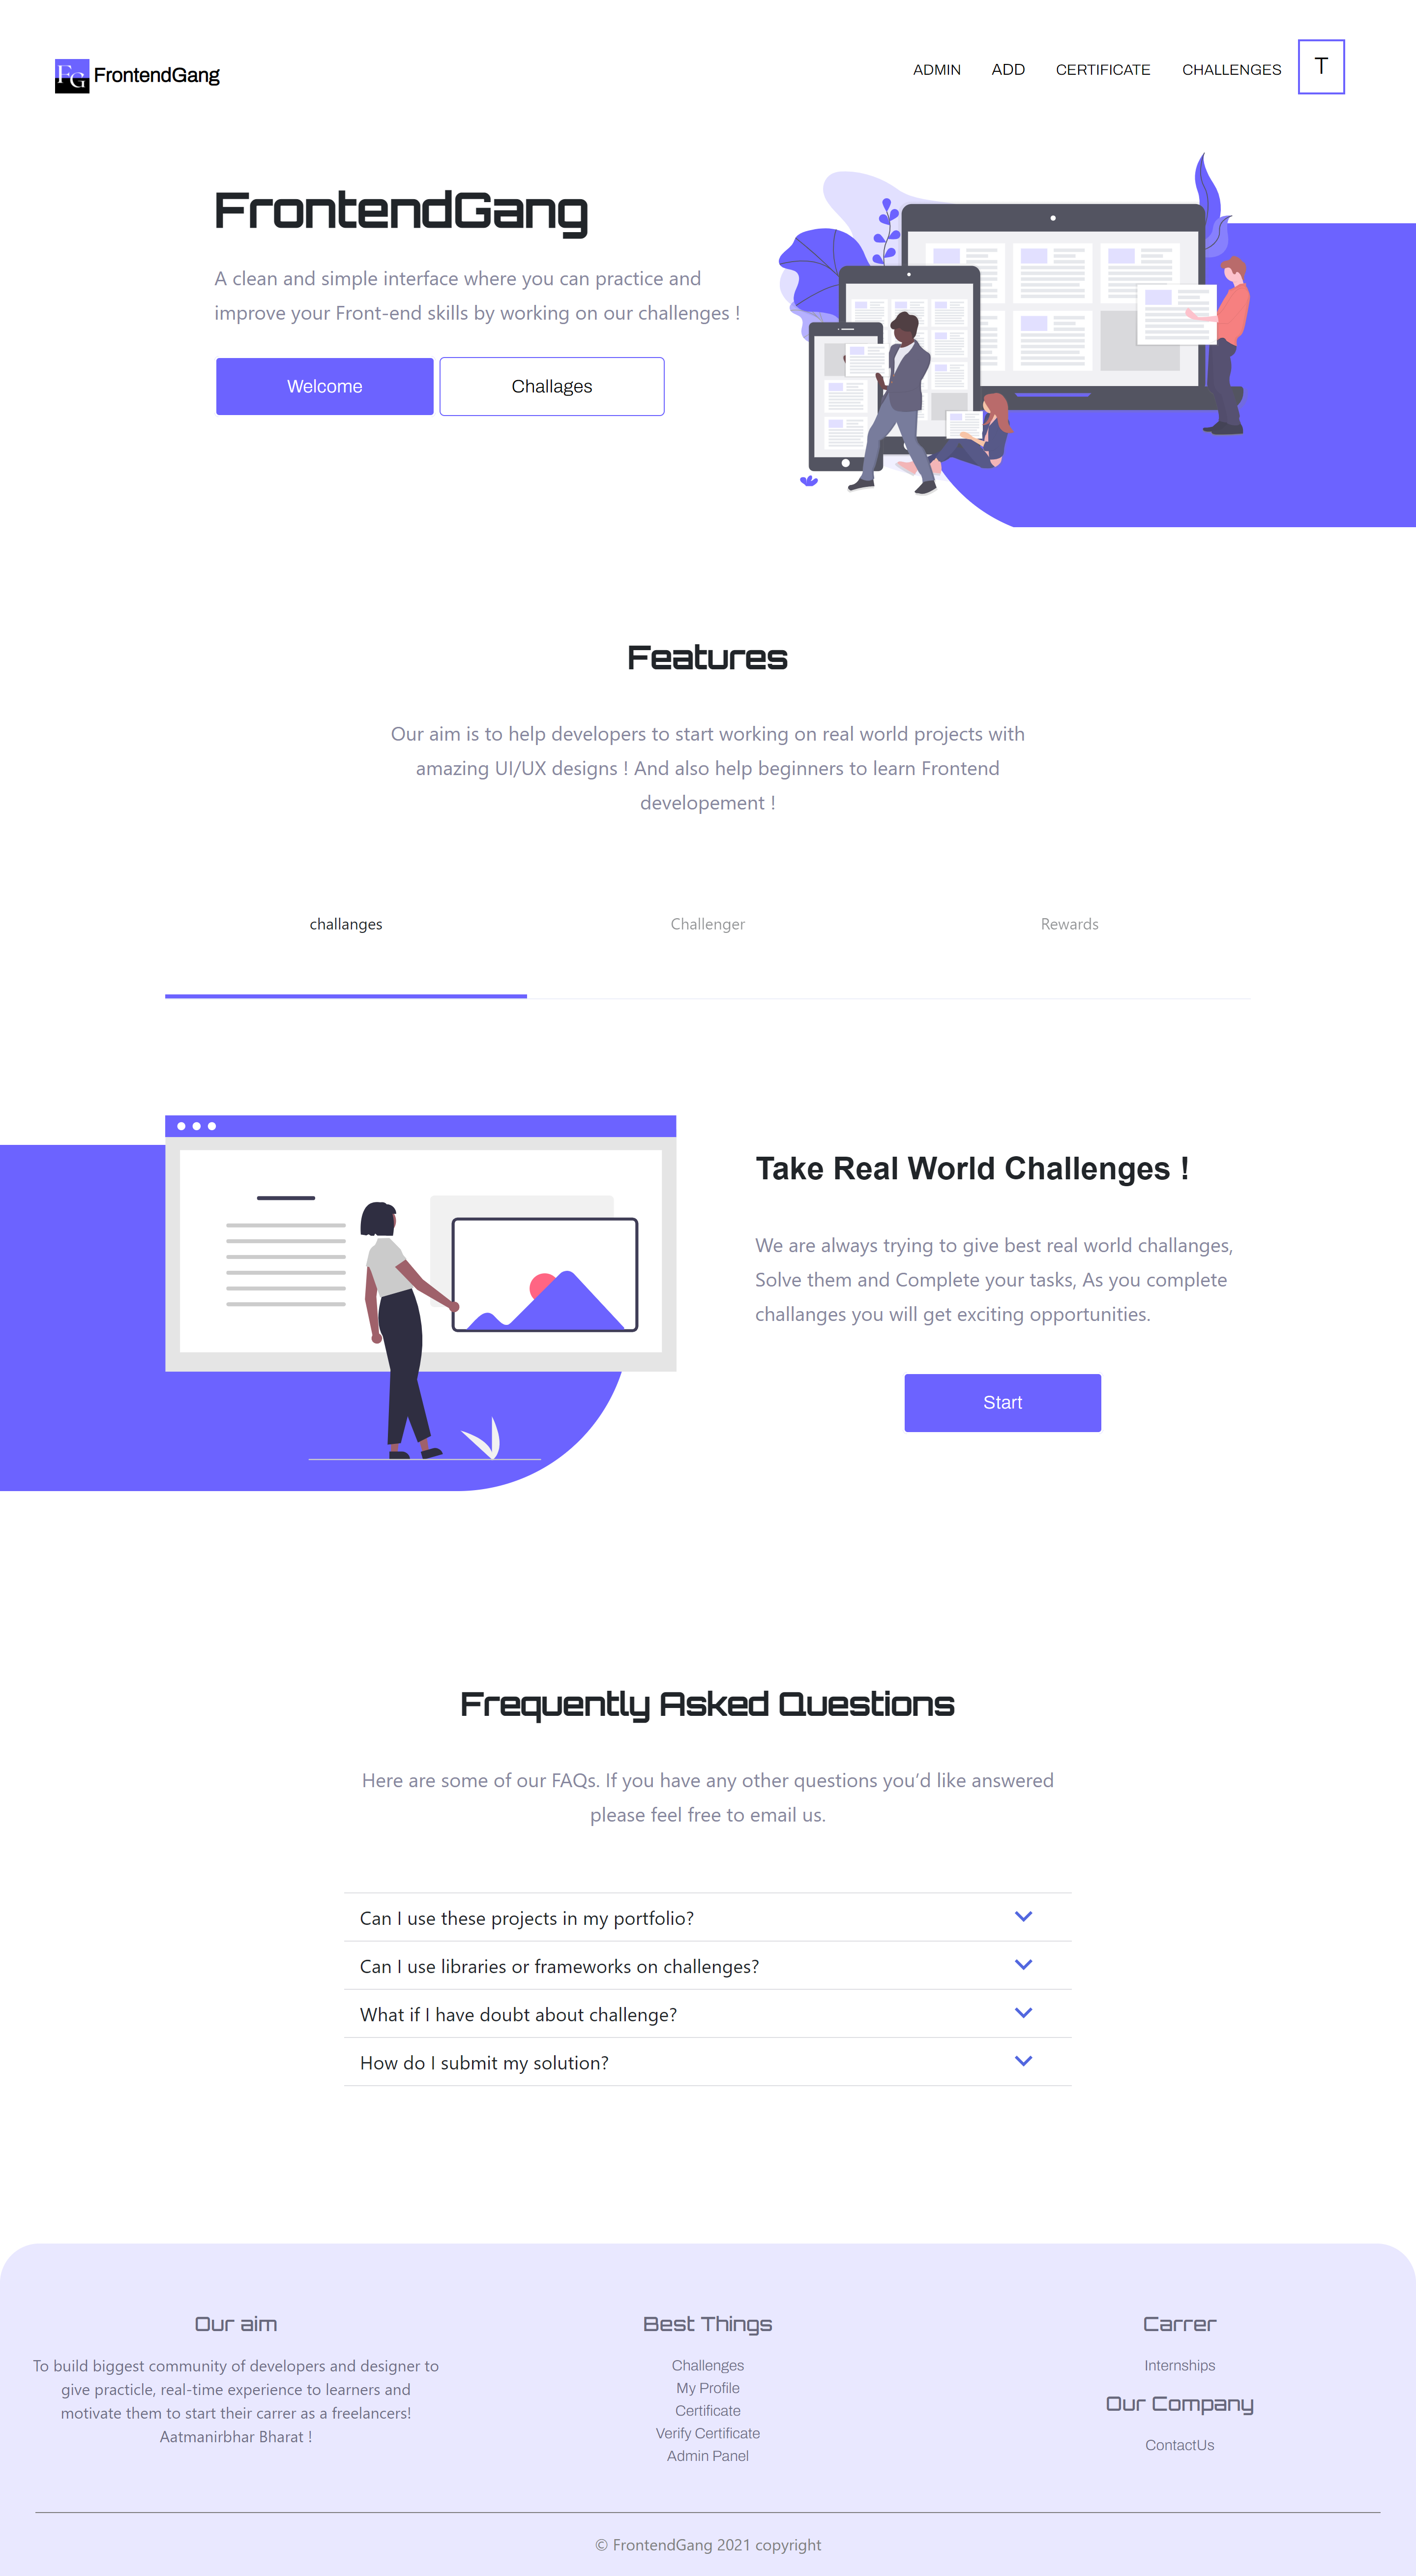 FG FrontendGang
ADMIN ADD CERTIFICATE CHALLENGES T
FrontendGang
A clean and simple interface where you can practice and
improve your Front-end skills by working on our challenges !
Welcome Challages
Features
Our aim is to help developers to start working on real world projects with
amazing UI/UX designs ! And also help beginners to learn Frontend
developement !
challanges Challenger Rewards
Take Real World Challenges !
We are always trying to give best real world challanges,
Solve them and Complete your tasks, As you complete
challanges you will get exciting opportunities.
Start
Frequently Asked Questions
Here are some of our FAQs. If you have any other questions you’d like answered
please feel free to email us.
Can I use these projects in my portfolio?
Can I use libraries or frameworks on challenges?
What if I have doubt about challenge?
How do I submit my solution?
Our aim
To build biggest community of developers and designer to
give practicle, real-time experience to learners and
motivate them to start their carrer as a freelancers!
Aatmanirbhar Bharat !
Best Things
Challenges
My Profile
Certificate
Verify Certificate
Admin Panel
Carrer
Internships
Our Company
ContactUs
© FrontendGang 2021 copyright